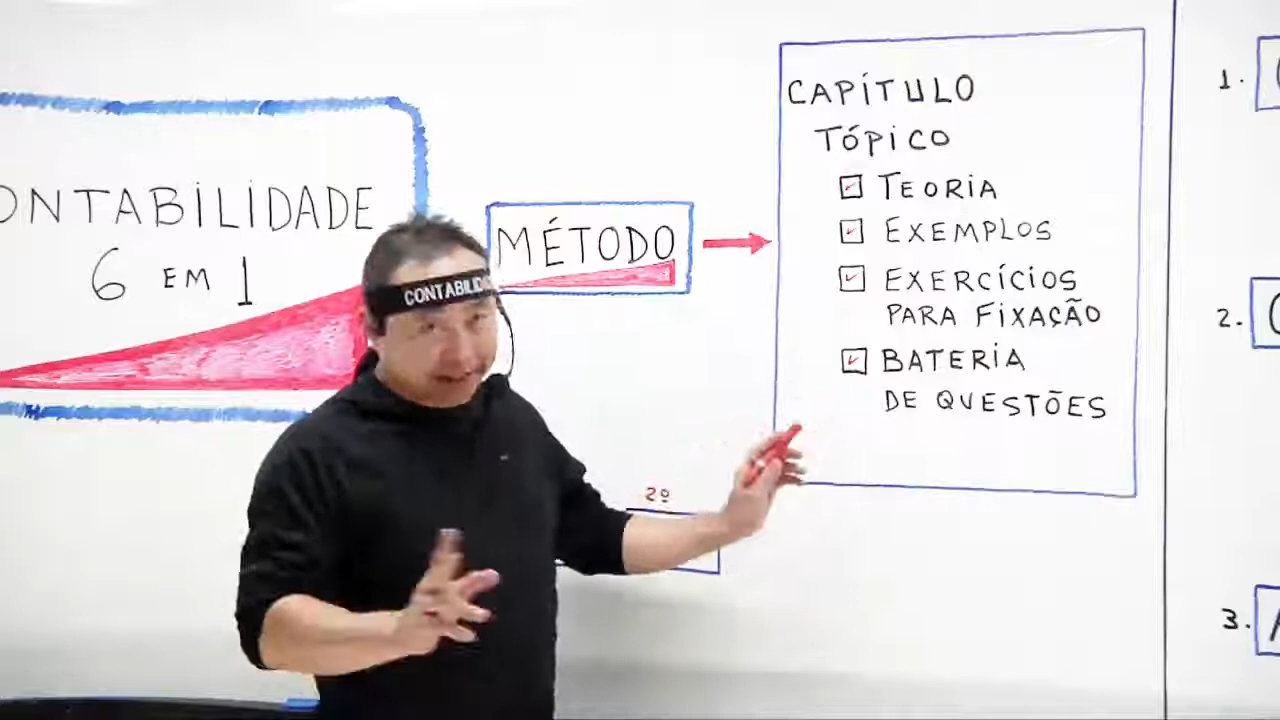 ONTABILIDADE
6 EM 1
MÉTODO
CAPÍTULO
TÓPICO
TEORIA
EXEMPLOS
EXERCÍCIOS
PARA FIXAÇÃO
BATERIA
DE QUESTÕES
CONTABILID
2º
1.
2.
3.